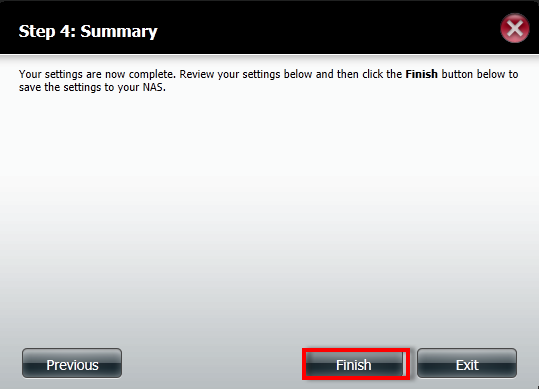 Step 4: Summary
Your settings are now complete. Review your settings below and then click the Finish button below to
save the settings to your NAS.
Previous
Finish
Exit